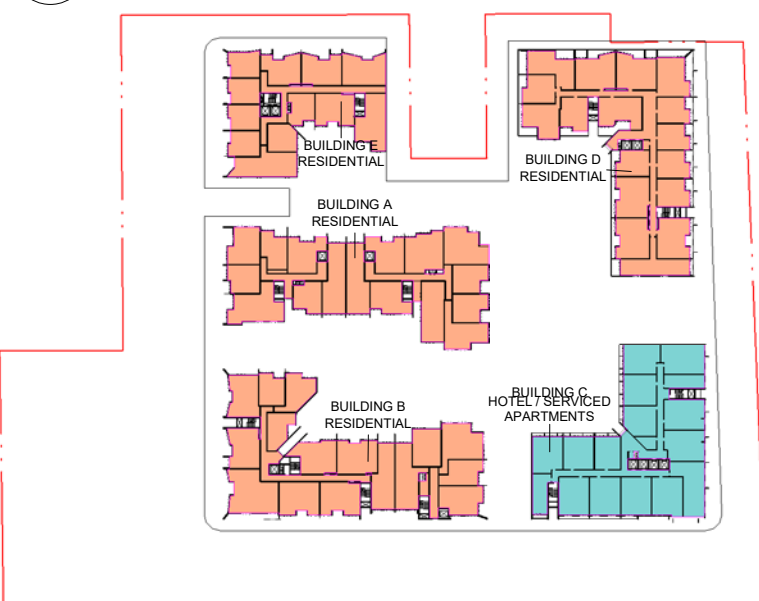 BUILDING E
RESIDENTIAL
BUILDING D
RESIDENTIAL
BUILDING A
RESIDENTIAL
BUILDING C
HOTEL / SERVICED
APARTMENTS
BUILDING B
RESIDENTIAL